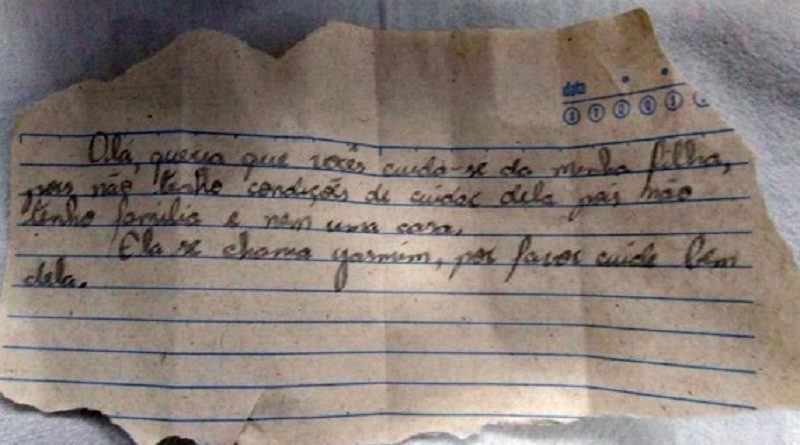 data
D S T Q Q S S
Olá, queria que vocês cuida-se da minha filha,
pois não tenho condições de cuidar dela pois não
tenho família e nem uma casa.
Ela se chama yasmim, por favor cuide bem
dela.